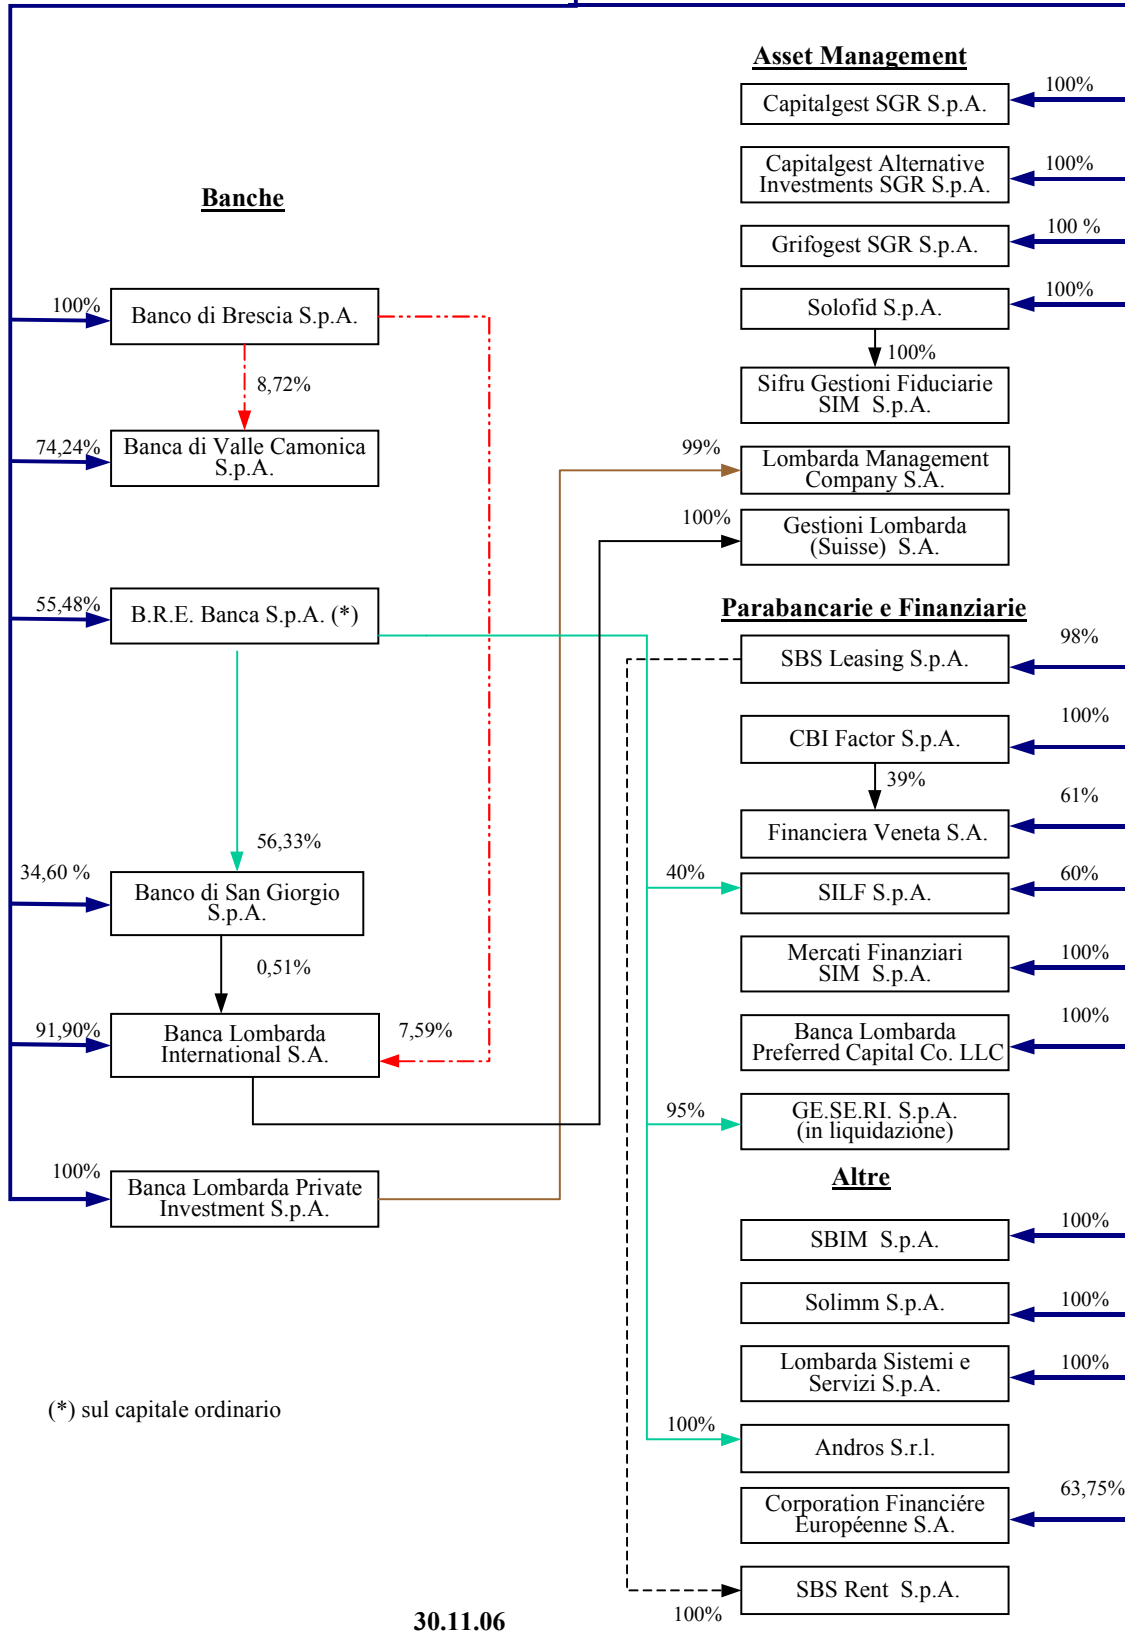 Asset Management
100%
Capitalgest SGR S.p.A.
Capitalgest Alternative
Investments SGR S.p.A.
100%
Banche
Grifogest SGR S.p.A.
100 %
100%
Banco di Brescia S.p.A.
Solofid S.p.A.
100%
100%
8,72%
Sifru Gestioni Fiduciarie
SIM S.p.A.
74,24%
Banca di Valle Camonica
S.p.A.
99%
Lombarda Management
Company S.A.
100%
Gestioni Lombarda
(Suisse) S.A.
55,48%
B.R.E. Banca S.p.A. (*)
Parabancarie e Finanziarie
SBS Leasing S.p.A.
98%
CBI Factor S.p.A.
100%
39%
61%
Financiera Veneta S.A.
56,33%
34,60 %
Banco di San Giorgio
S.p.A.
40%
SILF S.p.A.
60%
0,51%
Mercati Finanziari
SIM S.p.A.
100%
91,90%
Banca Lombarda
International S.A.
7,59%
Banca Lombarda
Preferred Capital Co. LLC
100%
95%
GE.SE.RI. S.p.A.
(in liquidazione)
100%
Banca Lombarda Private
Investment S.p.A.
Altre
SBIM S.p.A.
100%
Solimm S.p.A.
100%
Lombarda Sistemi e
Servizi S.p.A.
100%
(*) sul capitale ordinario
100%
Andros S.r.l.
Corporation Financiére
Européenne S.A.
63,75%
SBS Rent S.p.A.
100%
30.11.06